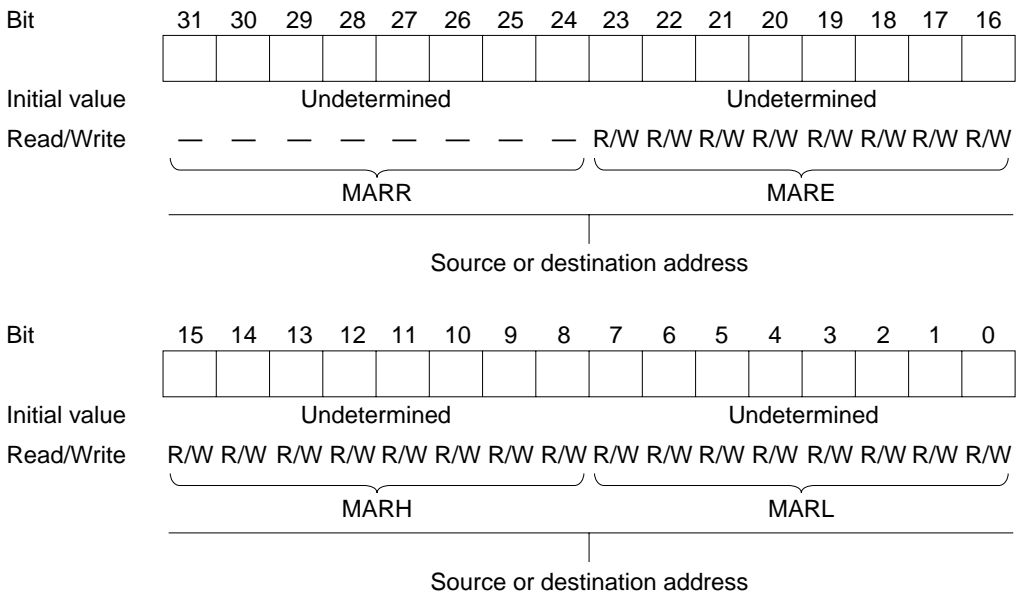 Bit 31 30 29 28 27 26 25 24 23 22 21 20 19 18 17 16
Initial value Undetermined Undetermined
Read/Write — — — — — — — — R/W R/W R/W R/W R/W R/W R/W R/W
MARR MARE
Source or destination address
Bit 15 14 13 12 11 10 9 8 7 6 5 4 3 2 1 0
Initial value Undetermined Undetermined
Read/Write R/W R/W R/W R/W R/W R/W R/W R/W R/W R/W R/W R/W R/W R/W R/W R/W
MARH MARL
Source or destination address